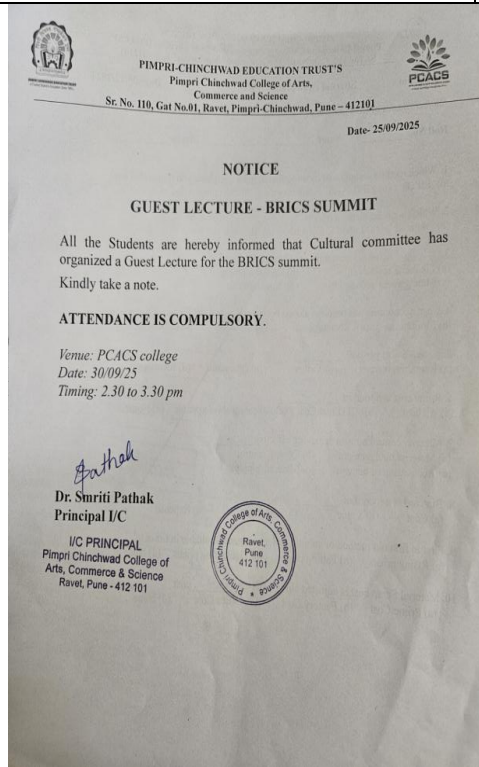 PIMPRI-CHINCHWAD EDUCATION TRUST'S
Pimpri Chinchwad College of Arts,
Commerce and Science
Sr. No. 110, Gat No.01, Ravet, Pimpri-Chinchwad, Pune – 412101
PCACS
Date- 25/09/2025
NOTICE
GUEST LECTURE - BRICS SUMMIT
All the Students are hereby informed that Cultural committee has
organized a Guest Lecture for the BRICS summit.
Kindly take a note.
ATTENDANCE IS COMPULSORY.
Venue: PCACS college
Date: 30/09/25
Timing: 2.30 to 3.30 pm
Spathak
Dr. Smriti Pathak
Principal I/C
I/C PRINCIPAL
Pimpri Chinchwad College of
Arts, Commerce & Science
Ravet, Pune - 412 101
Pimpri Chinchwad College of Arts, Commerce & Science
Ravet,
Pune
412 101